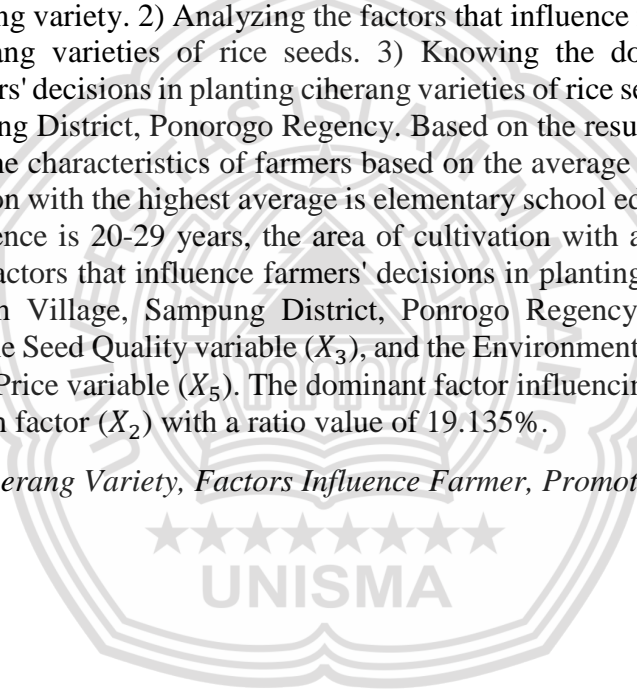 ng variety. 2) Analyzing the factors that influence
ang varieties of rice seeds. 3) Knowing the do
rs' decisions in planting ciherang varieties of rice se
ng District, Ponorogo Regency. Based on the resu
e characteristics of farmers based on the average
on with the highest average is elementary school ed
ence is 20-29 years, the area of cultivation with a
actors that influence farmers' decisions in planting
n Village, Sampung District, Ponrogo Regency
e Seed Quality variable (X₃), and the Environment
Price variable (X₅). The dominant factor influencing
n factor (X₂) with a ratio value of 19.135%.
erang Variety, Factors Influence Farmer, Promot
UNISMA